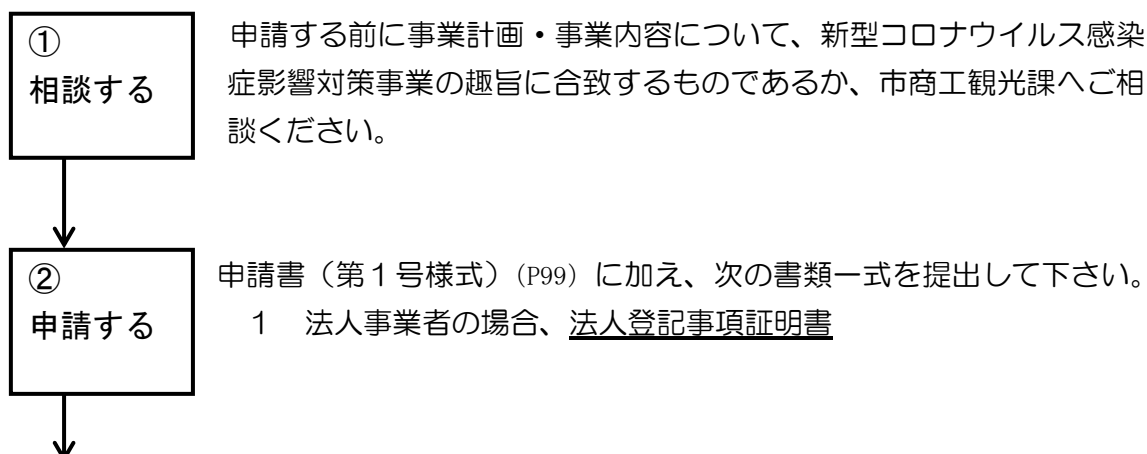 ①
相談する
申請する前に事業計画・事業内容について、新型コロナウイルス感染
症影響対策事業の趣旨に合致するものであるか、市商工観光課へご相
談ください。
②
申請する
申請書（第１号様式）(P99) に加え、次の書類一式を提出して下さい。
１　法人事業者の場合、法人登記事項証明書